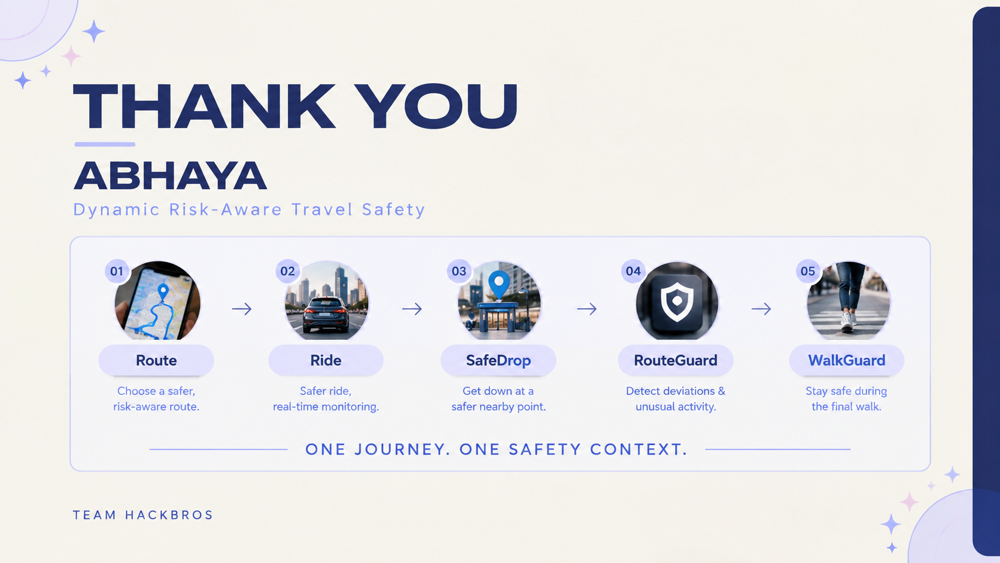 THANK YOU
ABHAYA
Dynamic Risk-Aware Travel Safety
01
Route
Choose a safer,
risk-aware route.
02
Ride
Safer ride,
real-time monitoring.
03
SafeDrop
Get down at a
safer nearby point.
04
RouteGuard
Detect deviations &
unusual activity.
05
WalkGuard
Stay safe during
the final walk.
ONE JOURNEY. ONE SAFETY CONTEXT.
TEAM HACKBROS